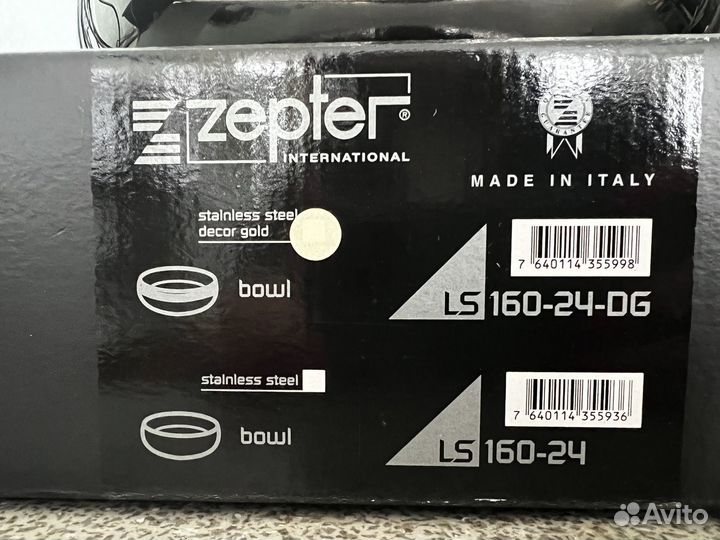 zepter®
INTERNATIONAL
GUARANTEE
MADE IN ITALY
stainless steel
decor gold
bowl
LS 160-24-DG
7 640114 355998
stainless steel
bowl
LS 160-24
7 640114 355936
Avito